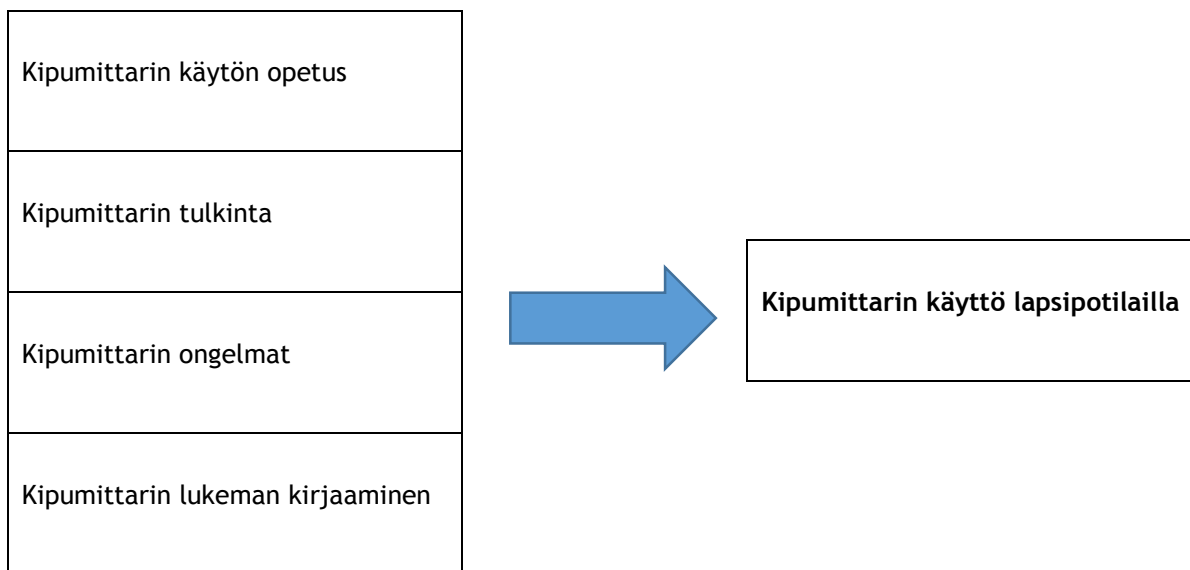 Kipumittarin käytön opetus
Kipumittarin tulkinta
Kipumittarin ongelmat
Kipumittarin lukeman kirjaaminen
Kipumittarin käyttö lapsipotilailla